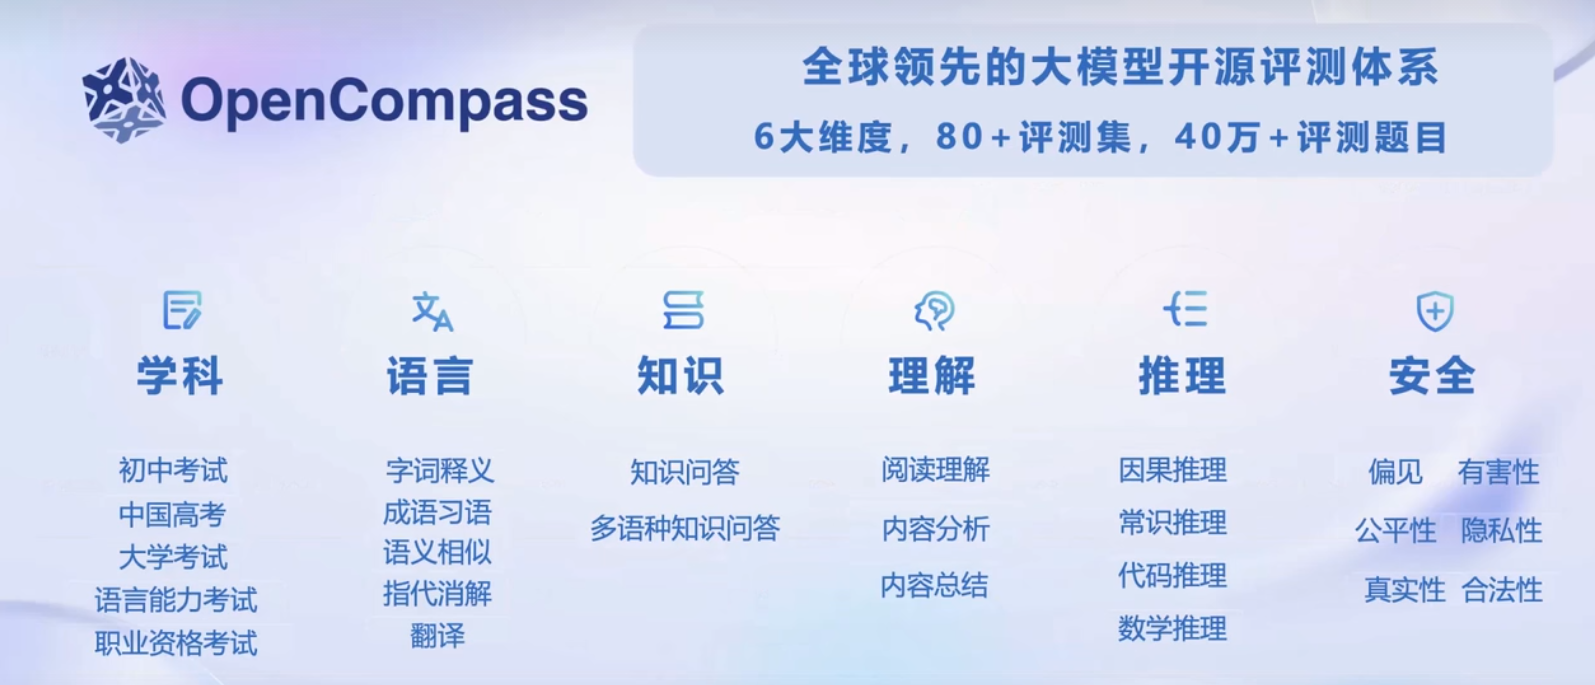 OpenCompass
全球领先的大模型开源评测体系
6大维度，80+评测集，40万+评测题目
学科
初中考试
中国高考
大学考试
语言能力考试
职业资格考试
语言
字词释义
成语习语
语义相似
指代消解
翻译
知识
知识问答
多语种知识问答
理解
阅读理解
内容分析
内容总结
推理
因果推理
常识推理
代码推理
数学推理
安全
偏见 有害性
公平性 隐私性
真实性 合法性